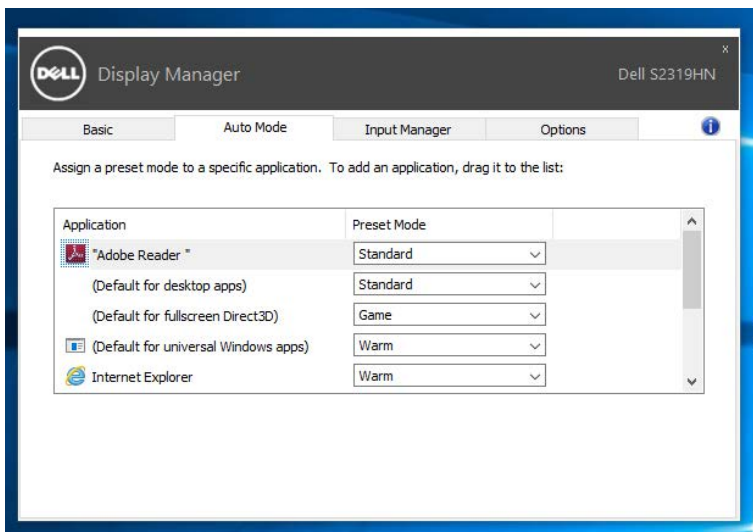 DELL
Display Manager
Dell S2319HN
x
Basic
Auto Mode
Input Manager
Options
i
Assign a preset mode to a specific application. To add an application, drag it to the list:
Application Preset Mode
"Adobe Reader " Standard
(Default for desktop apps) Standard
(Default for fullscreen Direct3D) Game
(Default for universal Windows apps) Warm
Internet Explorer Warm